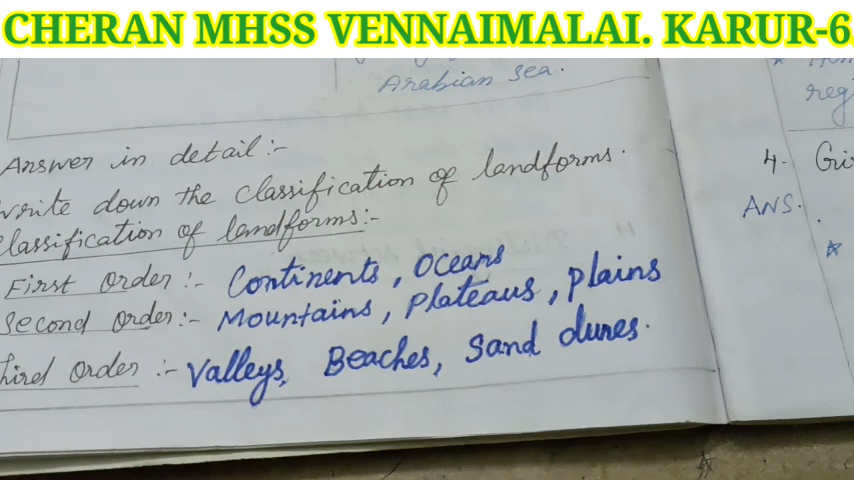 CHERAN MHSS VENNAIMALAI. KARUR-6
Arabian sea.
Answer in detail:-
write down the classification of landforms.
classification of landforms:-
First order:- Continents, Oceans
Second order:- Mountains, Plateaus, Plains
Third order:- Valleys, Beaches, Sand dunes.
reg
4.
ANS.